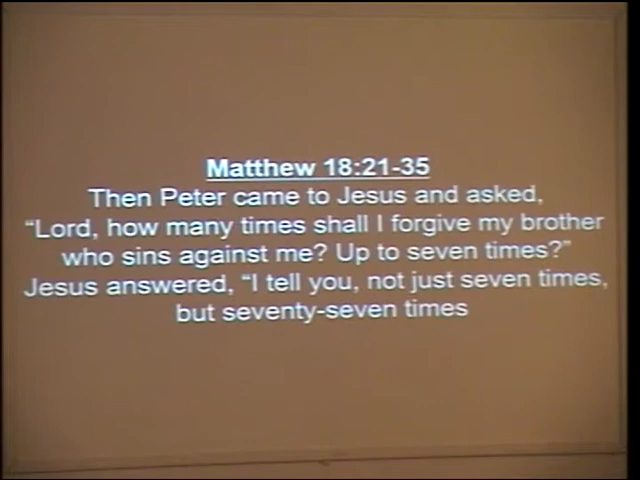 Matthew 18:21-35
Then Peter came to Jesus and asked,
“Lord, how many times shall I forgive my brother
who sins against me? Up to seven times?”
Jesus answered, “I tell you, not just seven times,
but seventy-seven times